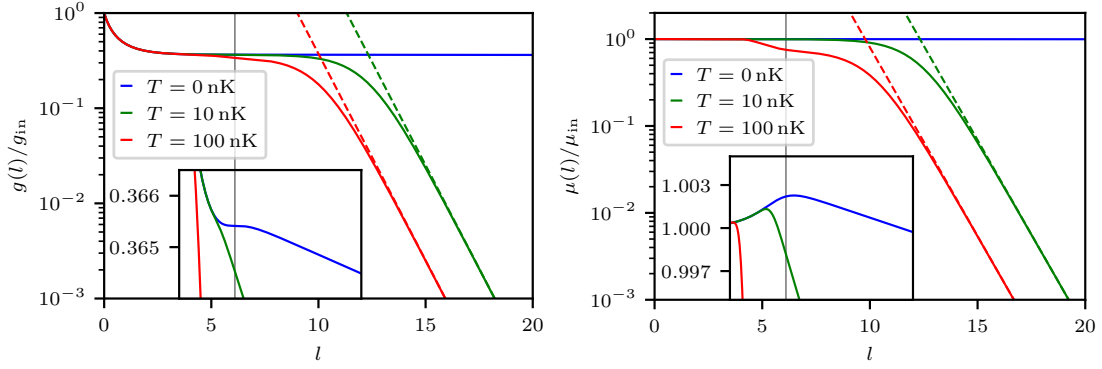 g(l)/g_in
10^0
10^{-1}
10^{-2}
10^{-3}
T = 0 nK
T = 10 nK
T = 100 nK
0.366
0.365
0 5 10 15 20
l
μ(l)/μ_in
10^0
10^{-1}
10^{-2}
10^{-3}
T = 0 nK
T = 10 nK
T = 100 nK
1.003
1.000
0.997
0 5 10 15 20
l